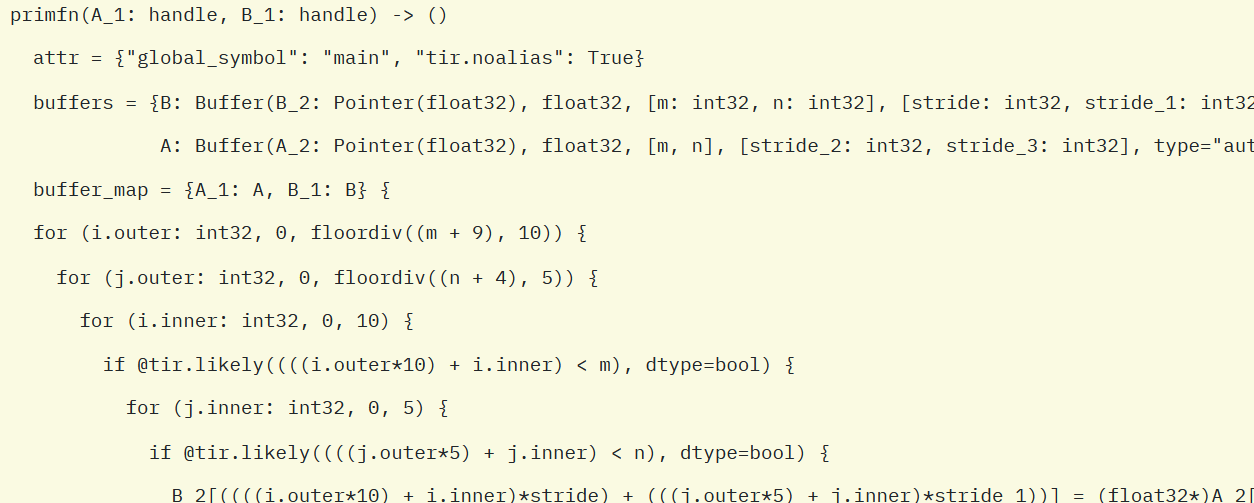 primfn(A_1: handle, B_1: handle) -> ()
attr = {"global_symbol": "main", "tir.noalias": True}
buffers = {B: Buffer(B_2: Pointer(float32), float32, [m: int32, n: int32], [stride: int32, stride_1: int32
A: Buffer(A_2: Pointer(float32), float32, [m, n], [stride_2: int32, stride_3: int32], type="aut
buffer_map = {A_1: A, B_1: B} {
for (i.outer: int32, 0, floordiv((m + 9), 10)) {
for (j.outer: int32, 0, floordiv((n + 4), 5)) {
for (i.inner: int32, 0, 10) {
if @tir.likely((((i.outer*10) + i.inner) < m), dtype=bool) {
for (j.inner: int32, 0, 5) {
if @tir.likely((((j.outer*5) + j.inner) < n), dtype=bool) {
B_2[((((i.outer*10) + i.inner)*stride) + (((j.outer*5) + j.inner)*stride_1))] = (float32*)A_2[